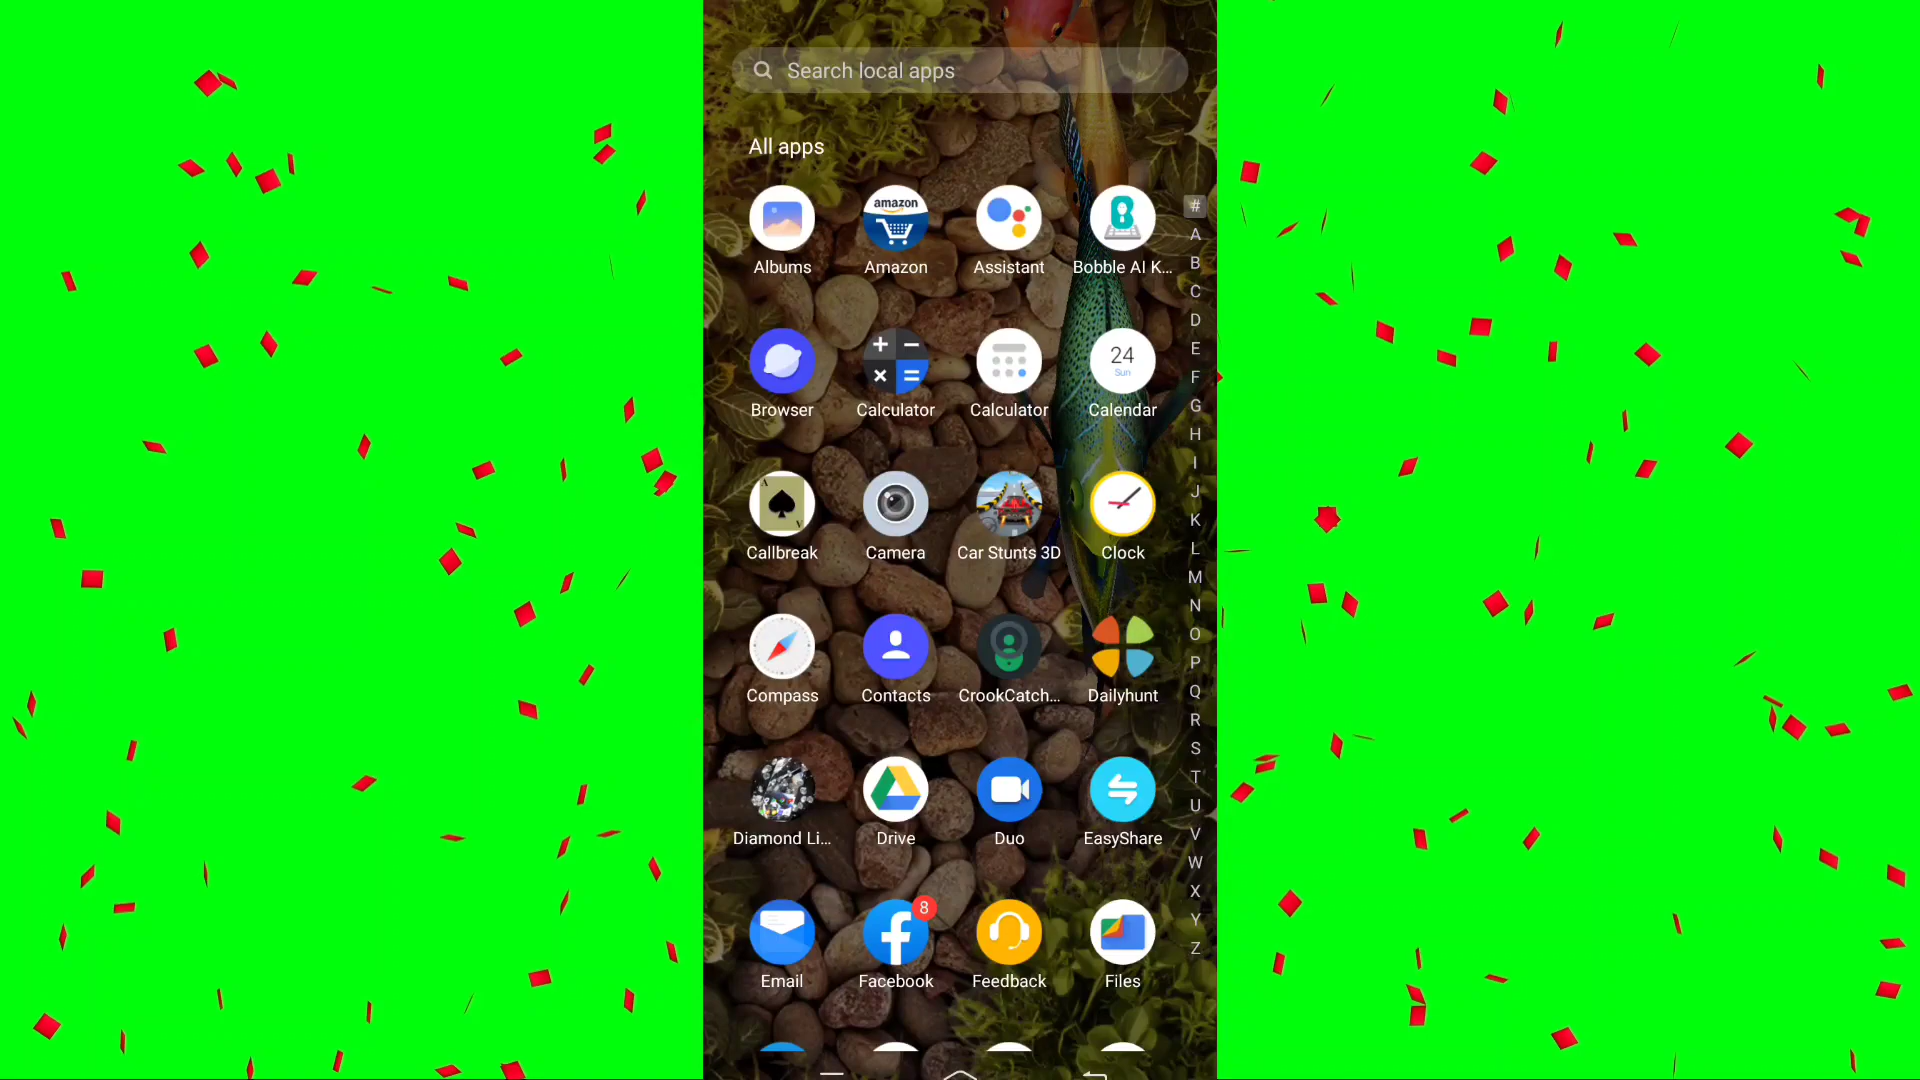 Search local apps
All apps
#
amazon
Albums Amazon Assistant Bobble AI K...
A
B
C
D
E
24
Sun
F
Browser Calculator Calculator Calendar
G
H
I
J
A
K
A
L
Callbreak Camera Car Stunts 3D Clock
M
N
O
P
Q
Compass Contacts CrookCatch... Dailyhunt
R
S
T
U
V
Diamond Li... Drive Duo EasyShare
W
X
8
Y
Z
Email Facebook Feedback Files